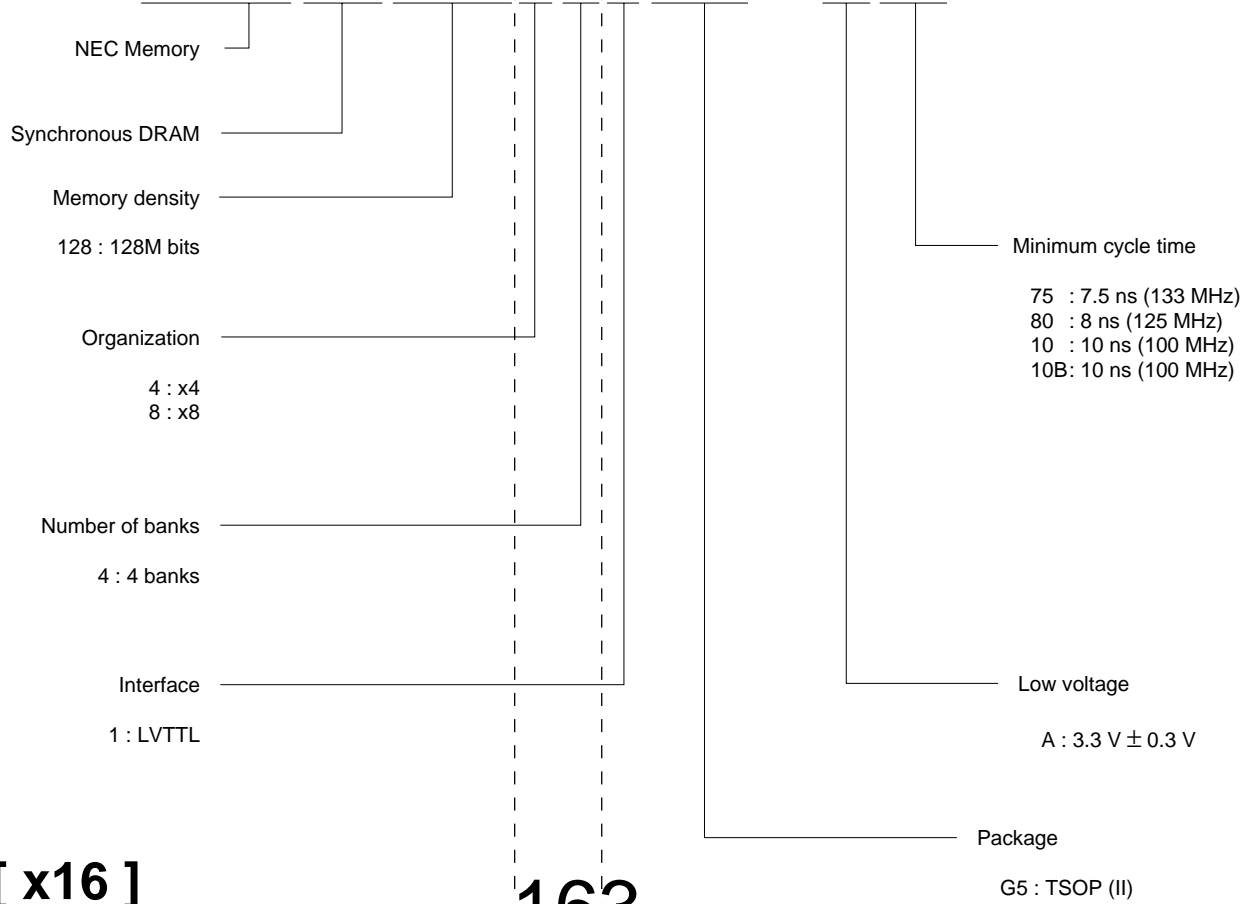 NEC Memory
Synchronous DRAM
Memory density
128 : 128M bits
Organization
4 : x4
8 : x8
Number of banks
4 : 4 banks
Interface
1 : LVTTL
Minimum cycle time
75 : 7.5 ns (133 MHz)
80 : 8 ns (125 MHz)
10 : 10 ns (100 MHz)
10B: 10 ns (100 MHz)
Low voltage
A : 3.3 V ± 0.3 V
Package
G5 : TSOP (II)
[ x16 ]
163